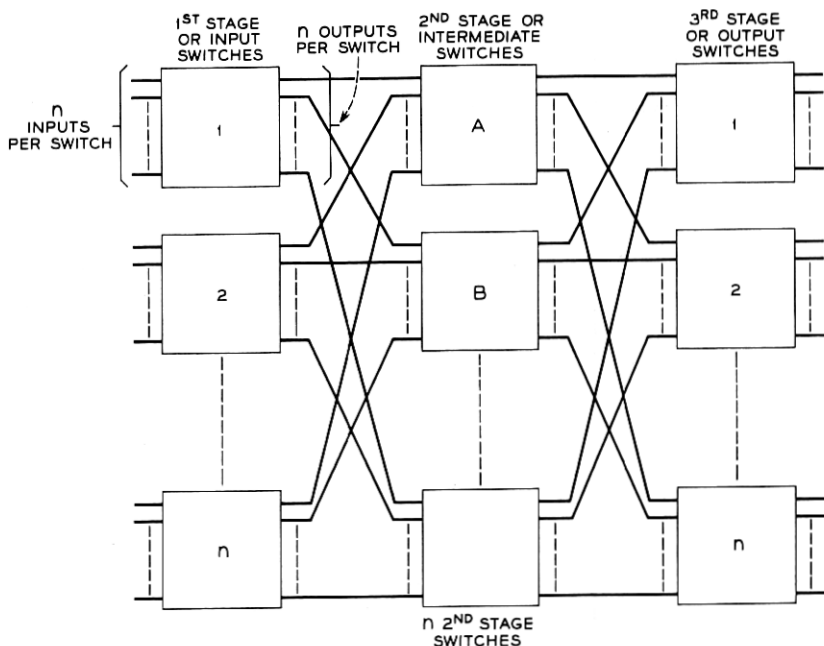 1ST STAGE
OR INPUT
SWITCHES
n OUTPUTS
PER SWITCH
2ND STAGE OR
INTERMEDIATE
SWITCHES
3RD STAGE
OR OUTPUT
SWITCHES
n
INPUTS
PER SWITCH
1
A
1
2
B
2
n
n
n 2ND STAGE
SWITCHES